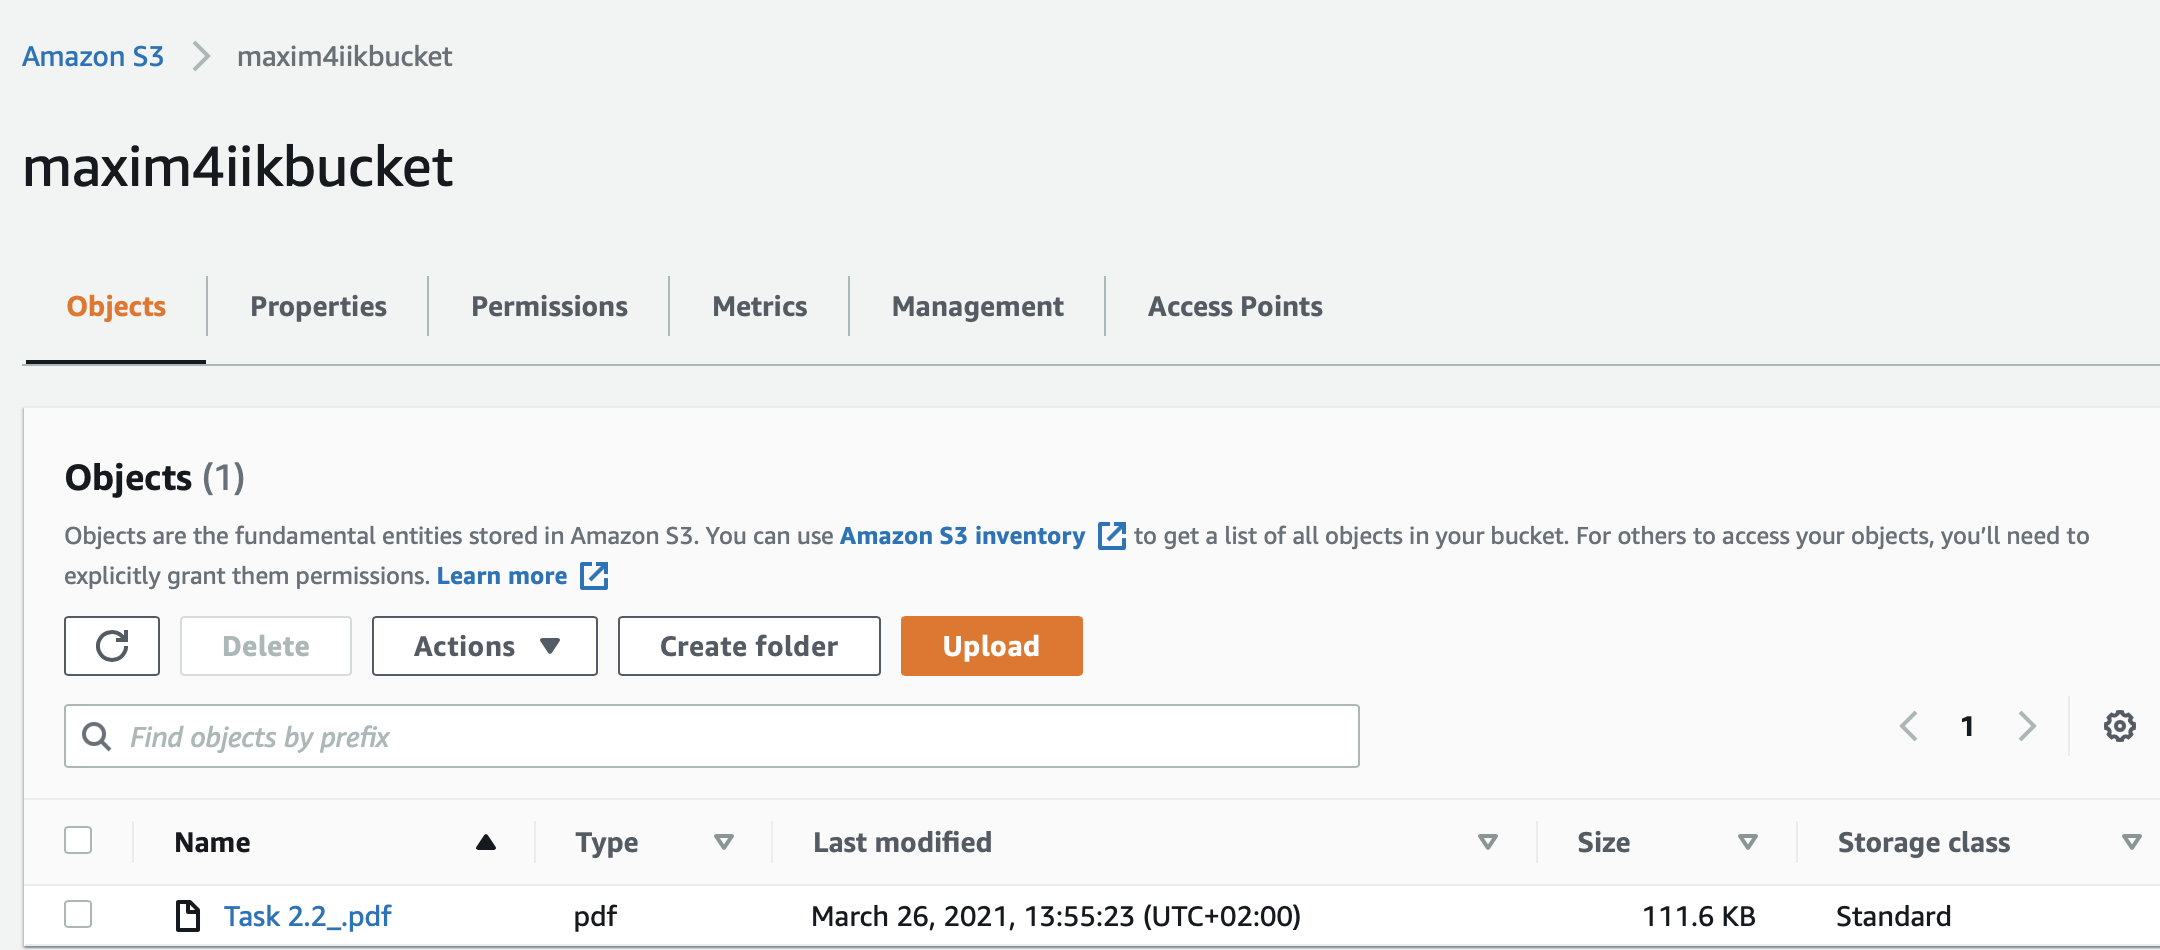 Amazon S3 maxim4iikbucket
maxim4iikbucket
Objects Properties Permissions Metrics Management Access Points
Objects (1)
Objects are the fundamental entities stored in Amazon S3. You can use Amazon S3 inventory to get a list of all objects in your bucket. For others to access your objects, you’ll need to
explicitly grant them permissions. Learn more
Delete Actions Create folder Upload
Find objects by prefix 1
Name Type Last modified Size Storage class
Task 2.2_.pdf pdf March 26, 2021, 13:55:23 (UTC+02:00) 111.6 KB Standard